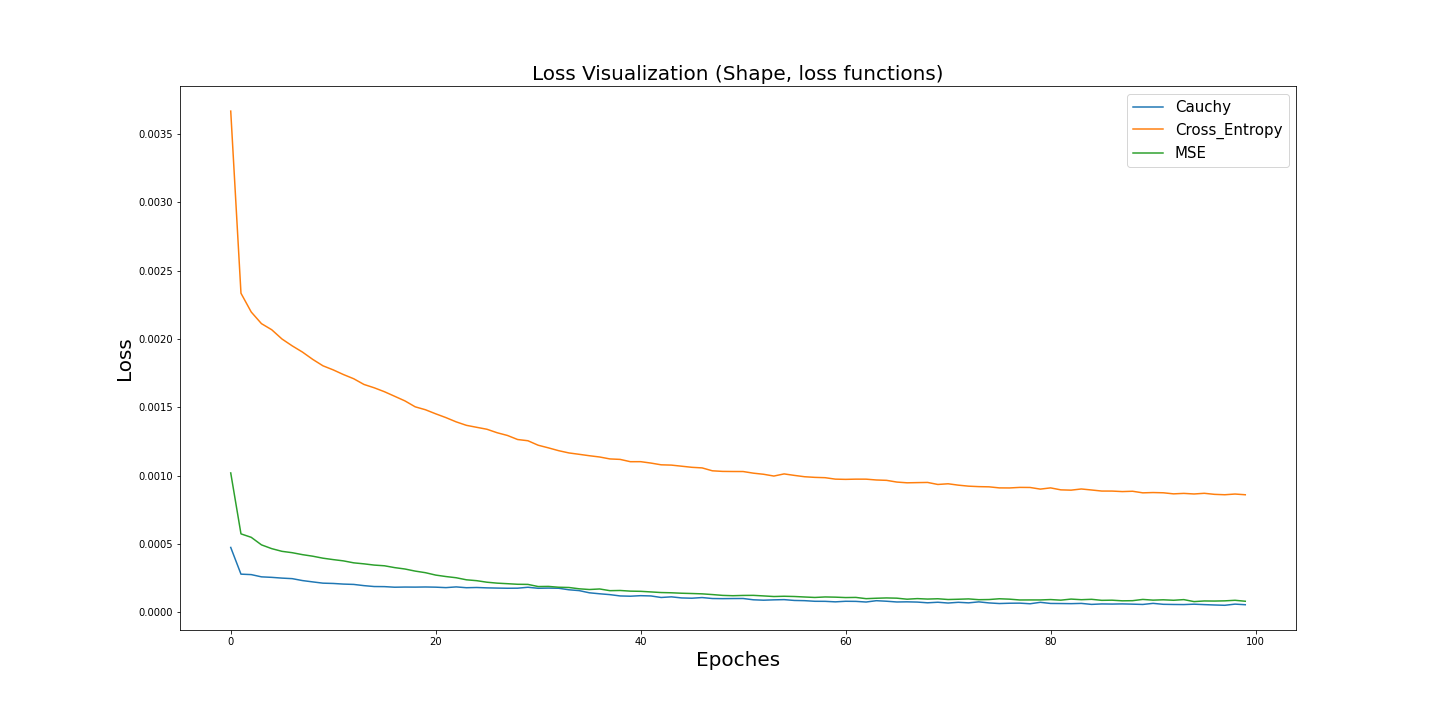 Loss Visualization (Shape, loss functions)
Cauchy
Cross_Entropy
MSE
Loss
0.0035
0.0030
0.0025
0.0020
0.0015
0.0010
0.0005
0.0000
0 20 40 60 80 100
Epoches